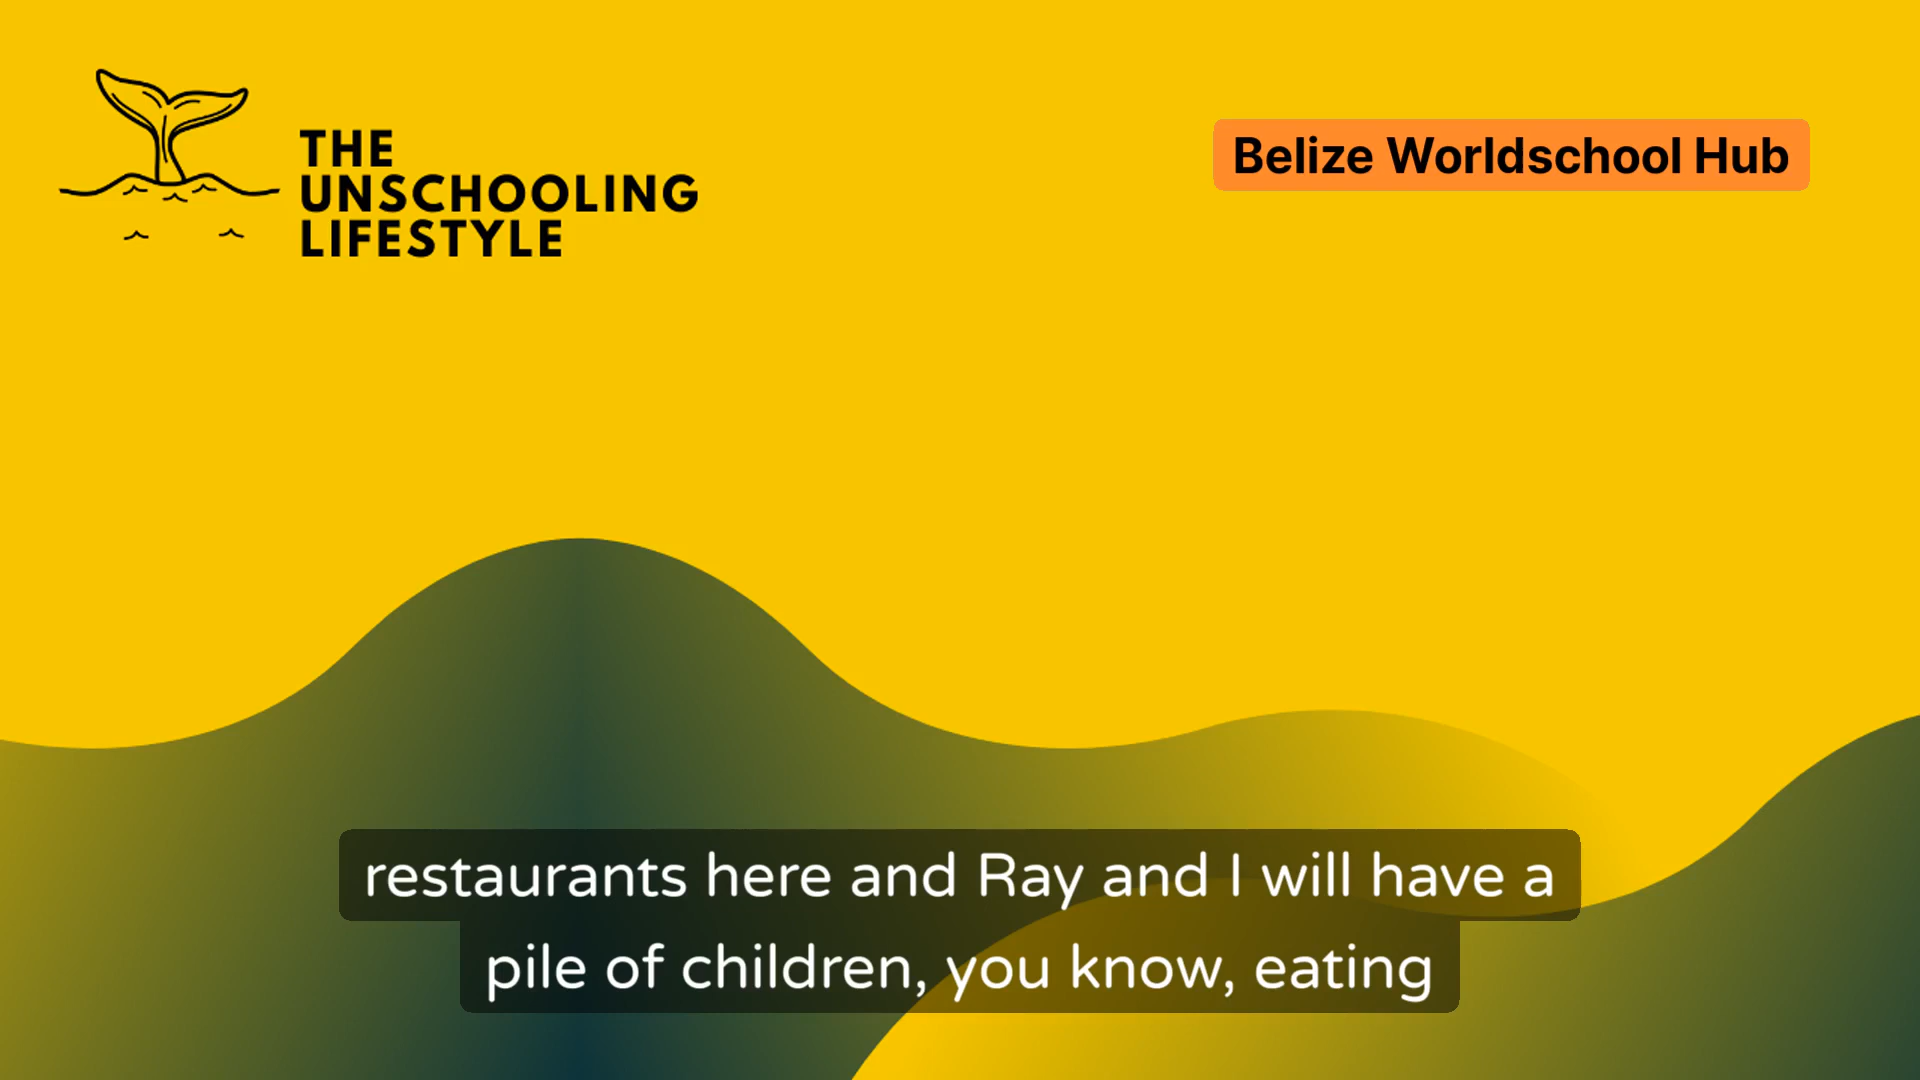 THE
UNSCHOOLING
LIFESTYLE
Belize Worldschool Hub
restaurants here and Ray and I will have a
pile of children, you know, eating